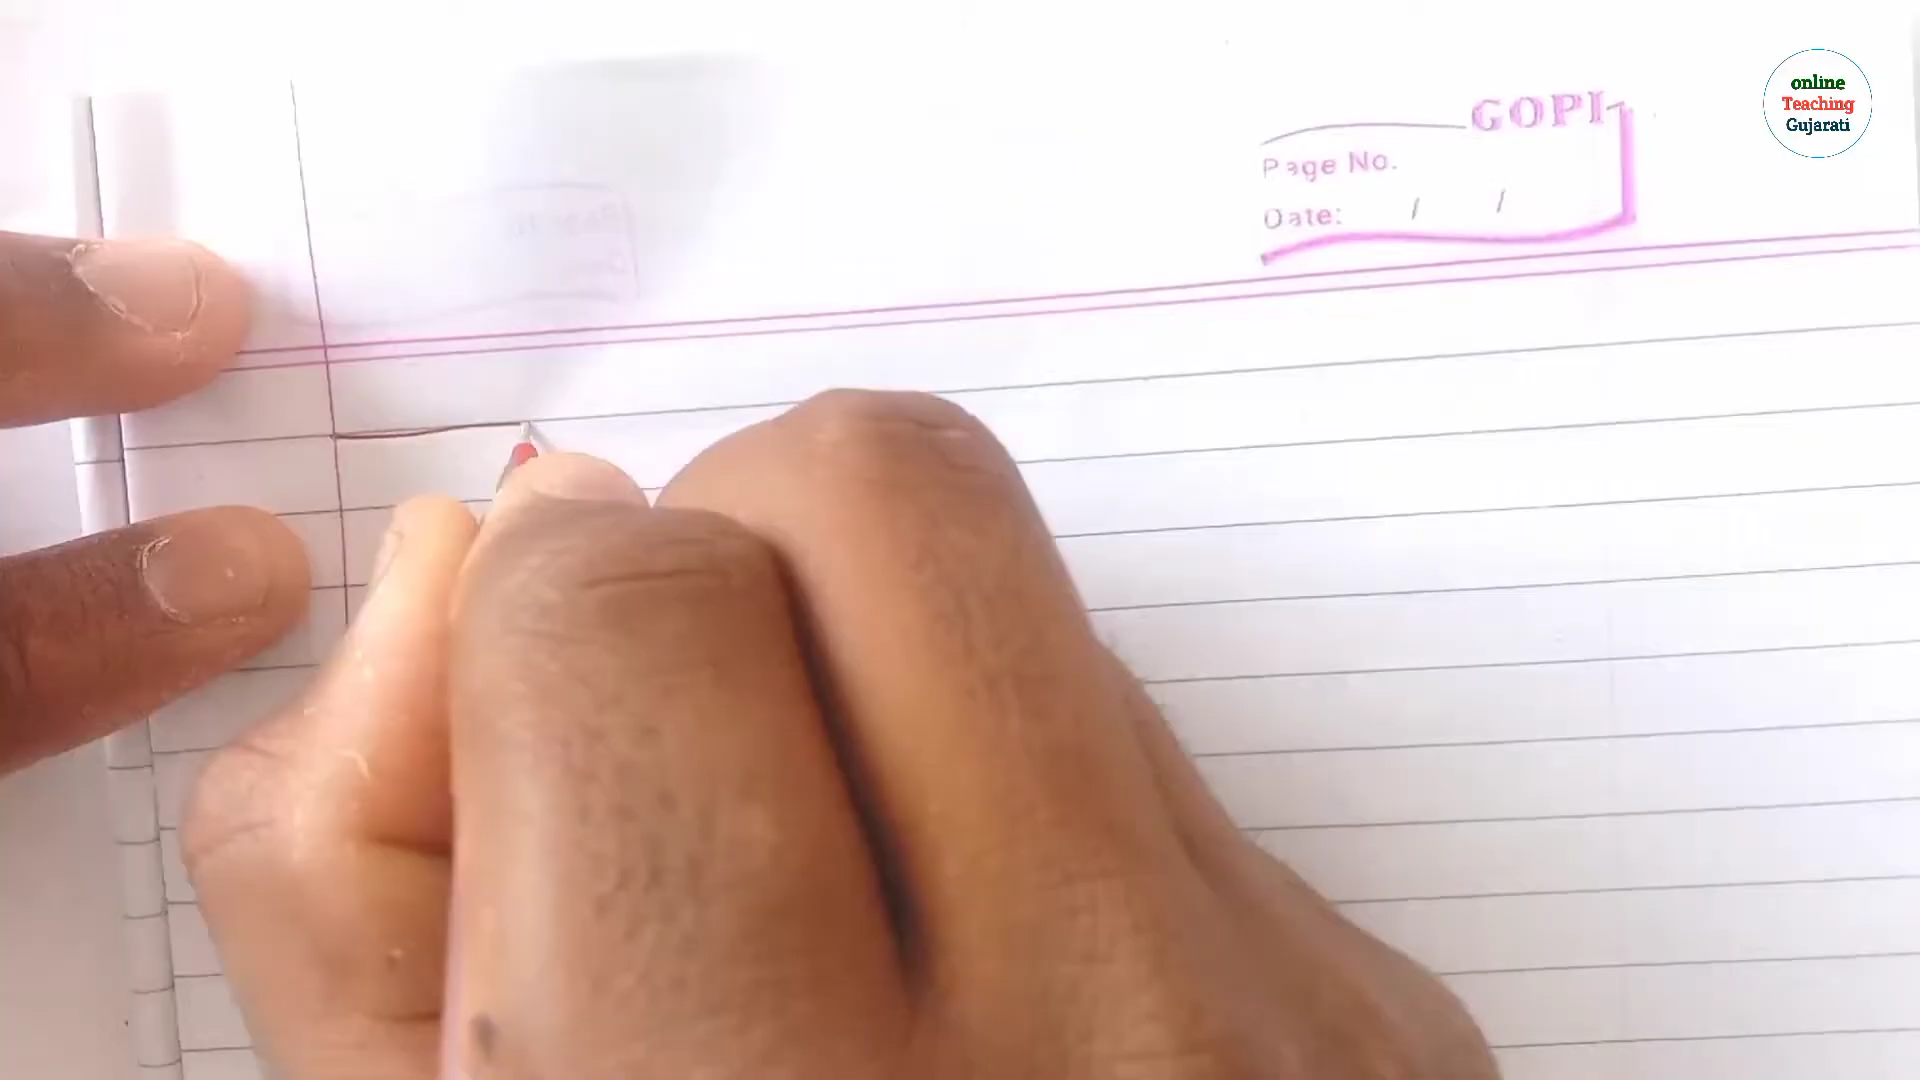 online
Teaching
Gujarati
GOPI
Page No.
Date: / /